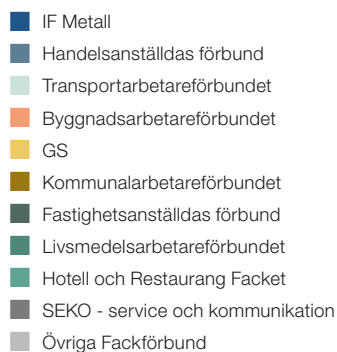 IF Metall
Handelsanställdas förbund
Transportarbetareförbundet
Byggnadsarbetareförbundet
GS
Kommunalarbetareförbundet
Fastighetsanställdas förbund
Livsmedelsarbetareförbundet
Hotell och Restaurang Facket
SEKO - service och kommunikation
Övriga Fackförbund